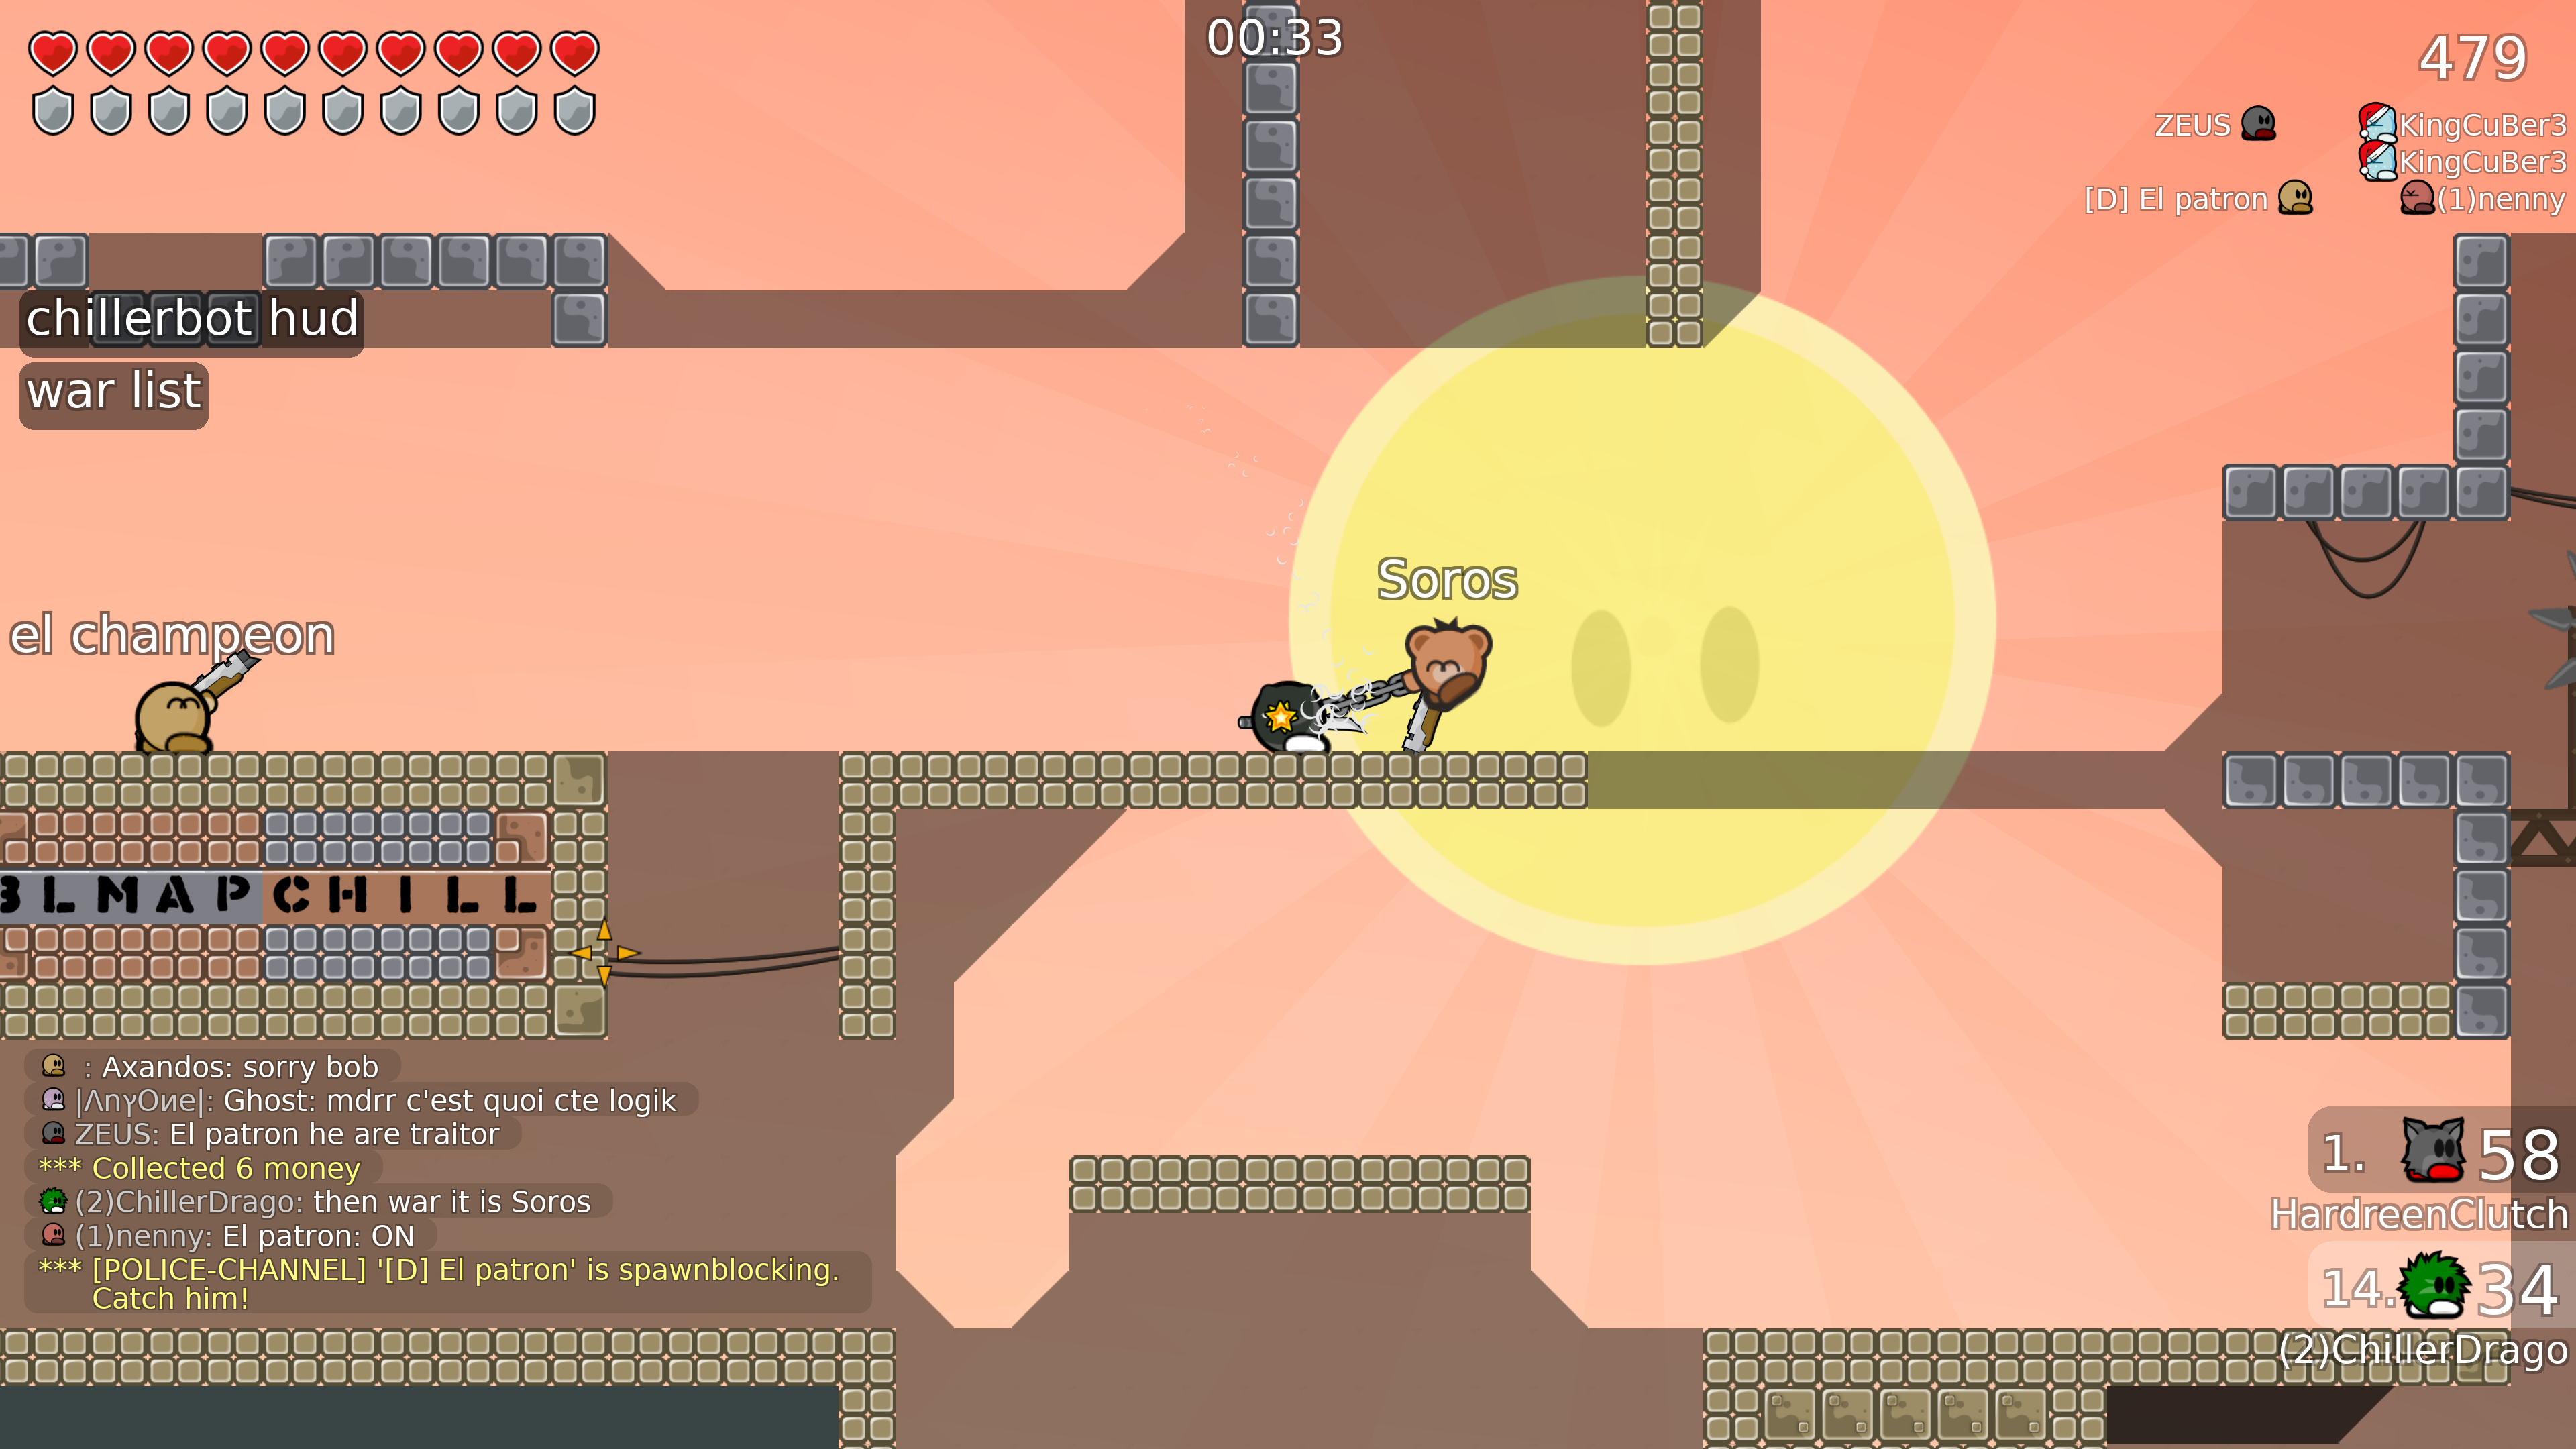 00:33
479
ZEUS KingCuBer3
KingCuBer3
[D] El patron (1)nenny
chillerbot hud
war list
Soros
el champeon
BLMAPCHILL
: Axandos: sorry bob
|ΛnγOиe|: Ghost: mdrr c'est quoi cte logik
ZEUS: El patron he are traitor
*** Collected 6 money
(2)ChillerDrago: then war it is Soros
(1)nenny: El patron: ON
*** [POLICE-CHANNEL] '[D] El patron' is spawnblocking.
Catch him!
1. 58
HardreenClutch
14. 34
(2)ChillerDrago